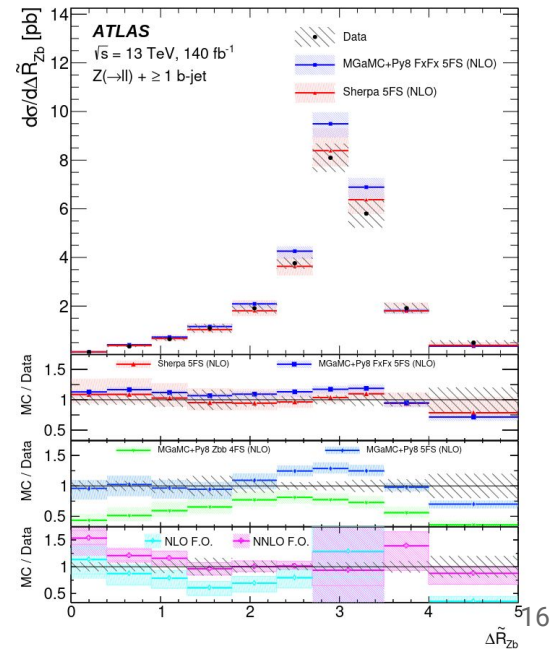 dσ/dΔR̃Zb [pb]
14
12
10
8
6
4
2
ATLAS
√s = 13 TeV, 140 fb⁻¹
Z(→ll) + ≥ 1 b-jet
Data
MGaMC+Py8 FxFx 5FS (NLO)
Sherpa 5FS (NLO)
MC / Data
1.5
1
0.5
Sherpa 5FS (NLO) MGaMC+Py8 FxFx 5FS (NLO)
MC / Data
1.5
1
0.5
MGaMC+Py8 Zbb 4FS (NLO) MGaMC+Py8 5FS (NLO)
MC / Data
1.5
1
0.5
NLO F.O. NNLO F.O.
0 1 2 3 4 5
ΔR̃Zb
16